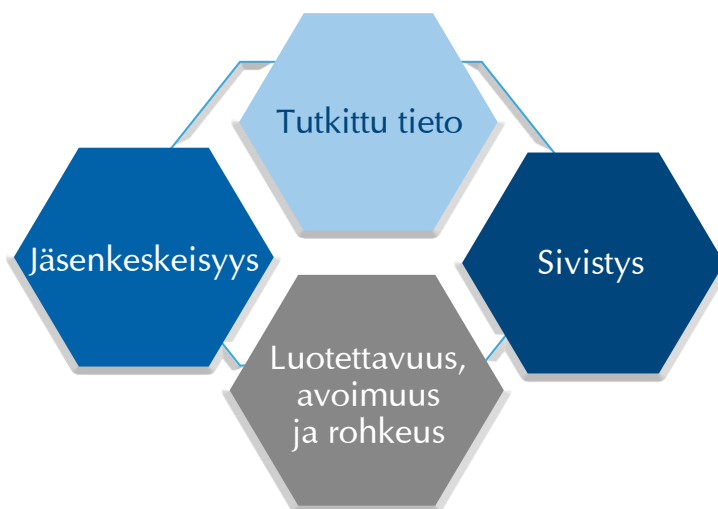 Tutkittu tieto
Jäsenkeskeisyys
Sivistys
Luotettavuus,
avoimuus
ja rohkeus